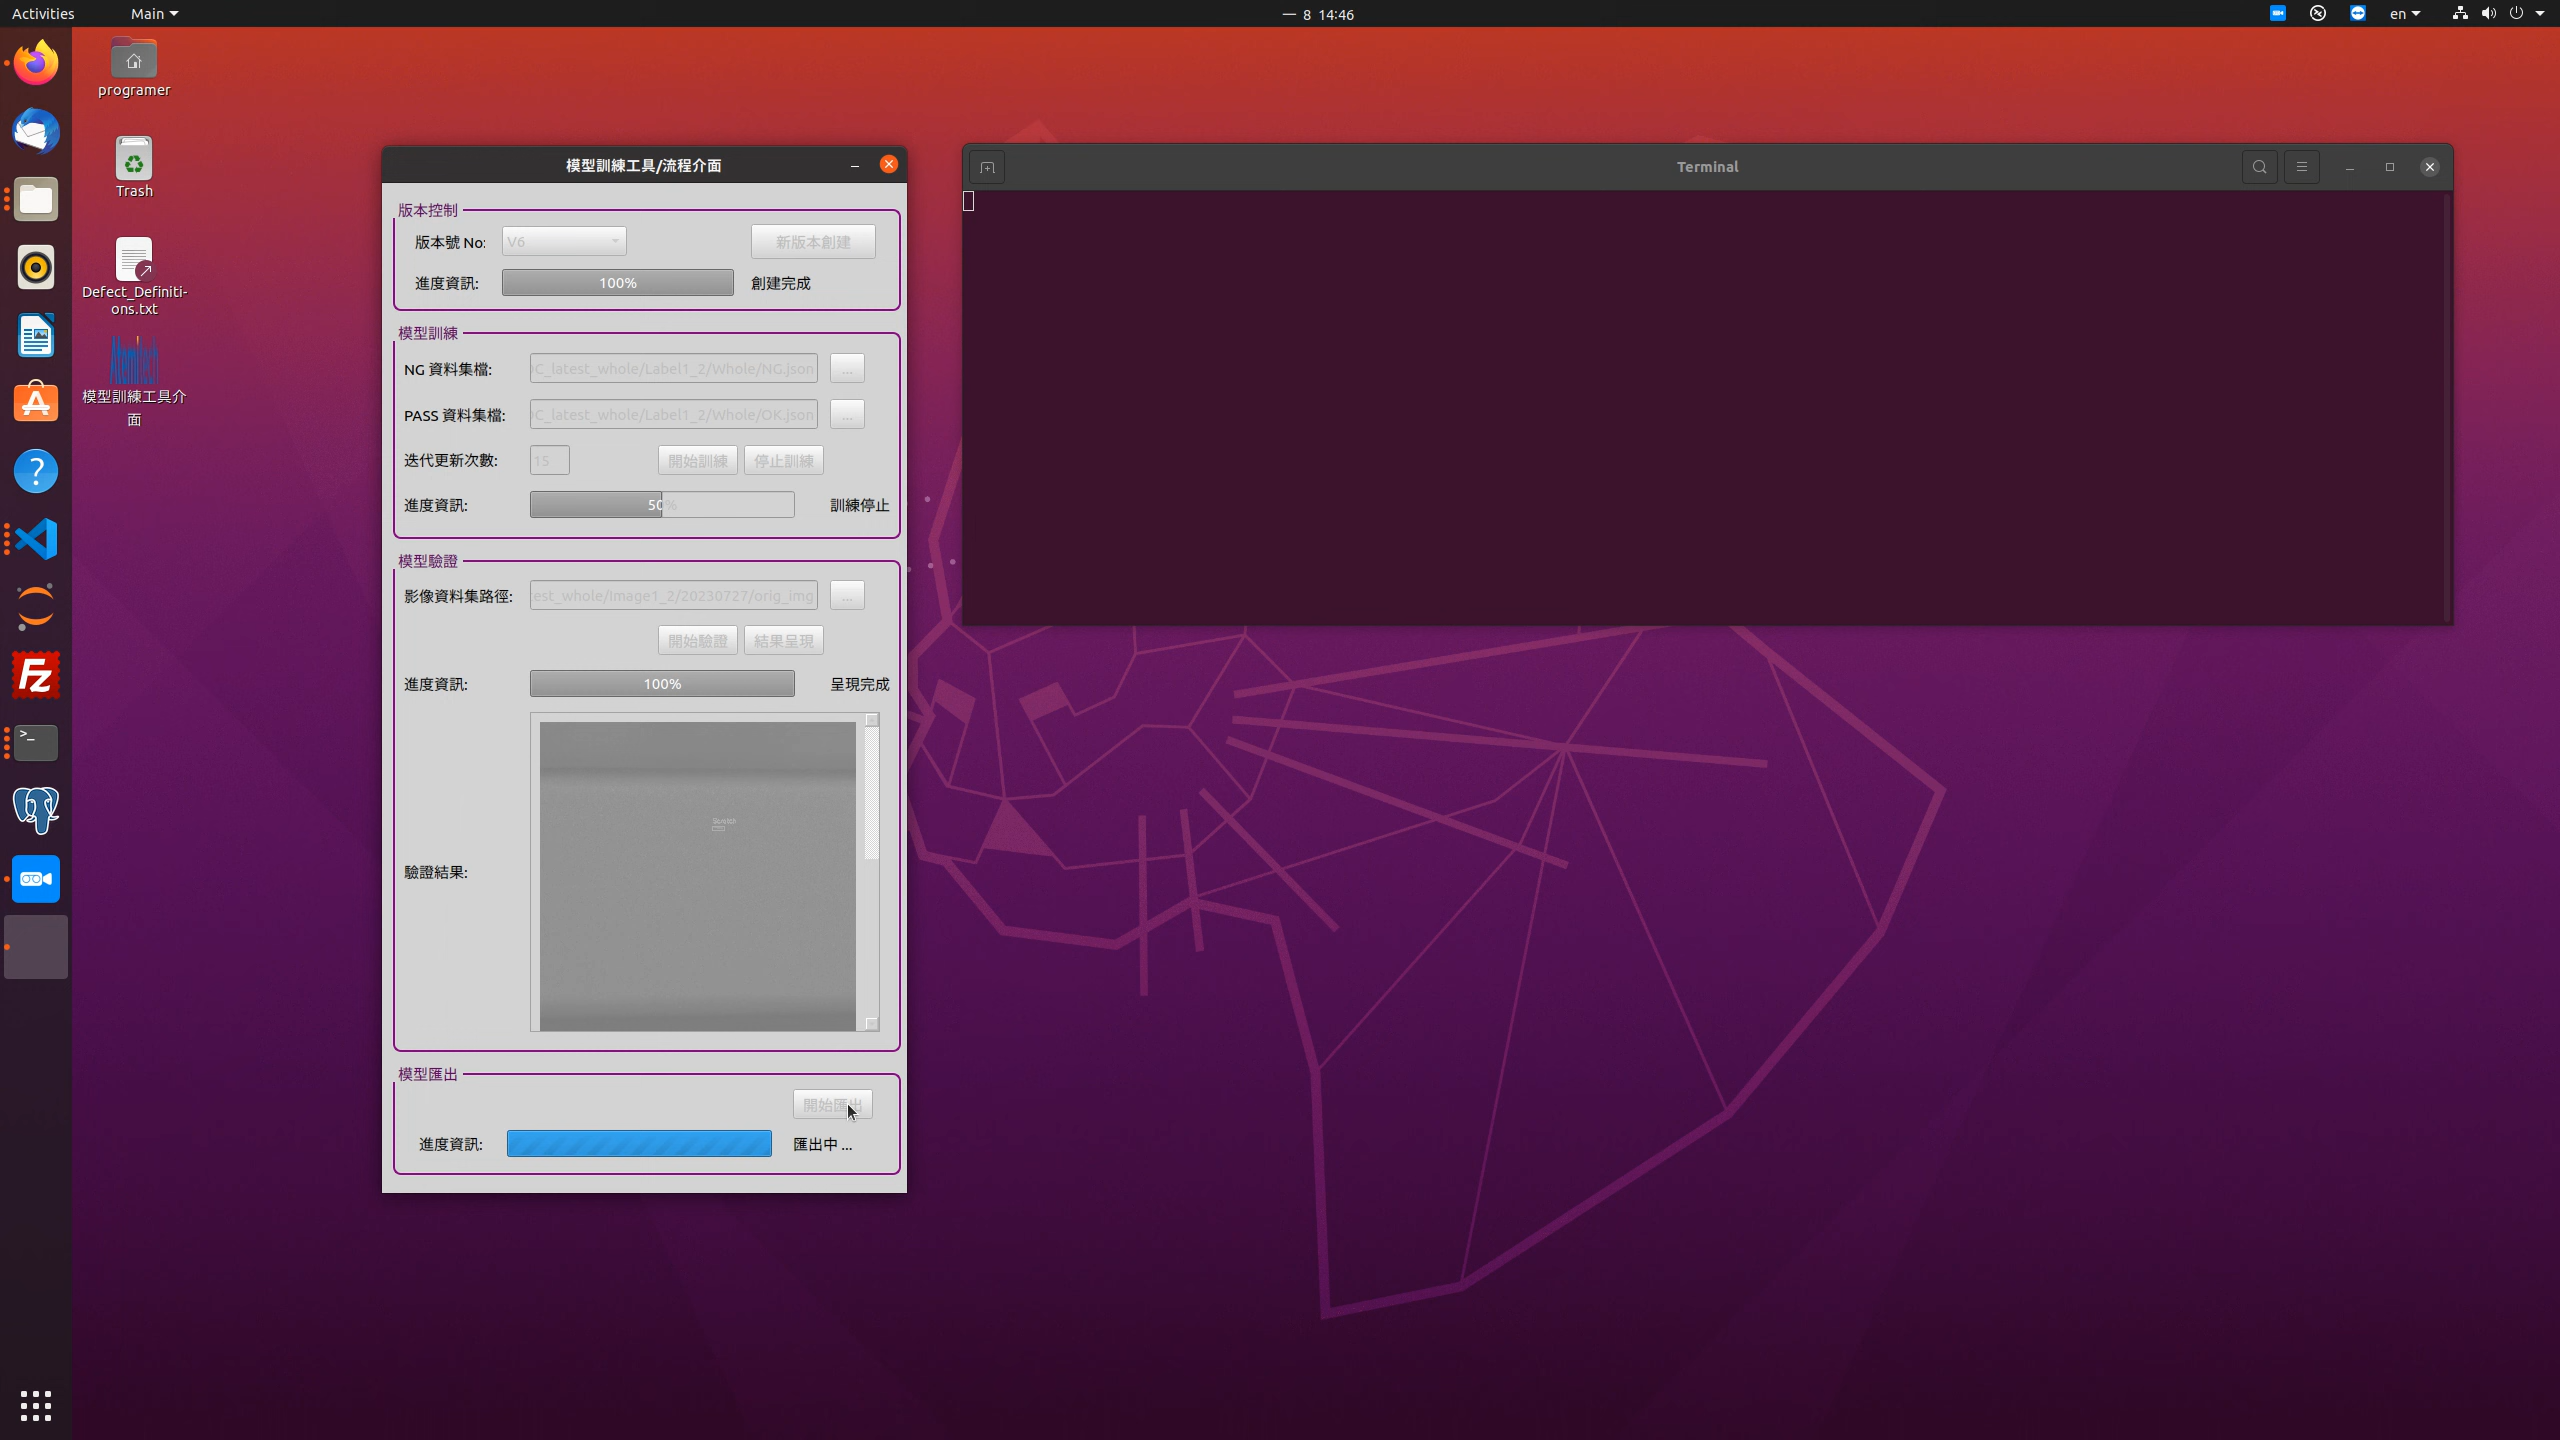 Activities
Main
一 8 14:46
en
programer
Trash
Defect_Definiti-
ons.txt
模型訓練工具介
面
模型訓練工具/流程介面
版本控制
版本號 No:
V6
新版本創建
進度資訊:
100%
創建完成
模型訓練
NG 資料集檔:
C_latest_whole/Label1_2/Whole/NG.json
...
PASS 資料集檔:
C_latest_whole/Label1_2/Whole/OK.json
...
迭代更新次數:
15
開始訓練
停止訓練
進度資訊:
50%
訓練停止
模型驗證
影像資料集路徑:
est_whole/Image1_2/20230727/orig_img
...
開始驗證
結果呈現
進度資訊:
100%
呈現完成
驗證結果:
Scratch
模型匯出
開始匯出
進度資訊:
匯出中 ...
Terminal